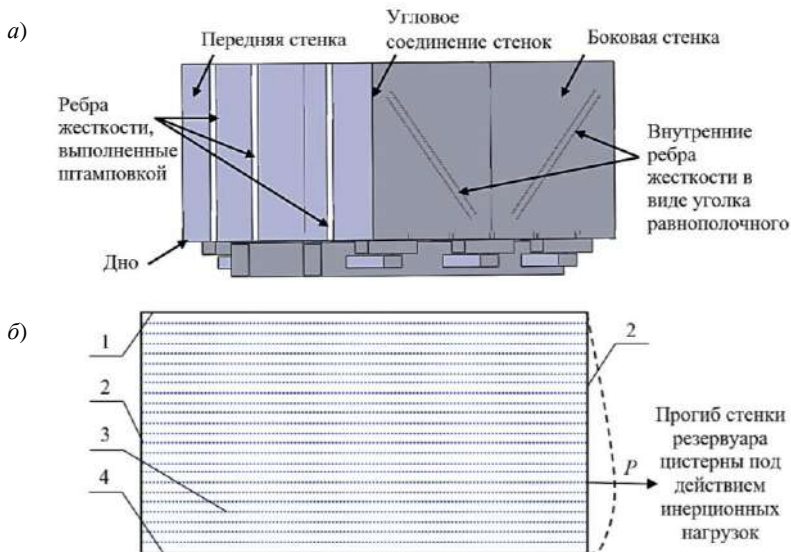 а)
Передняя стенка
Угловое
соединение стенок
Боковая стенка
Ребра
жесткости,
выполненные
штамповкой
Внутренние
ребра
жесткости в
виде уголка
равнополочного
Дно
б)
1
2
2
3
4
P
Прогиб стенки
резервуара
цистерны под
действием
инерционных
нагрузок